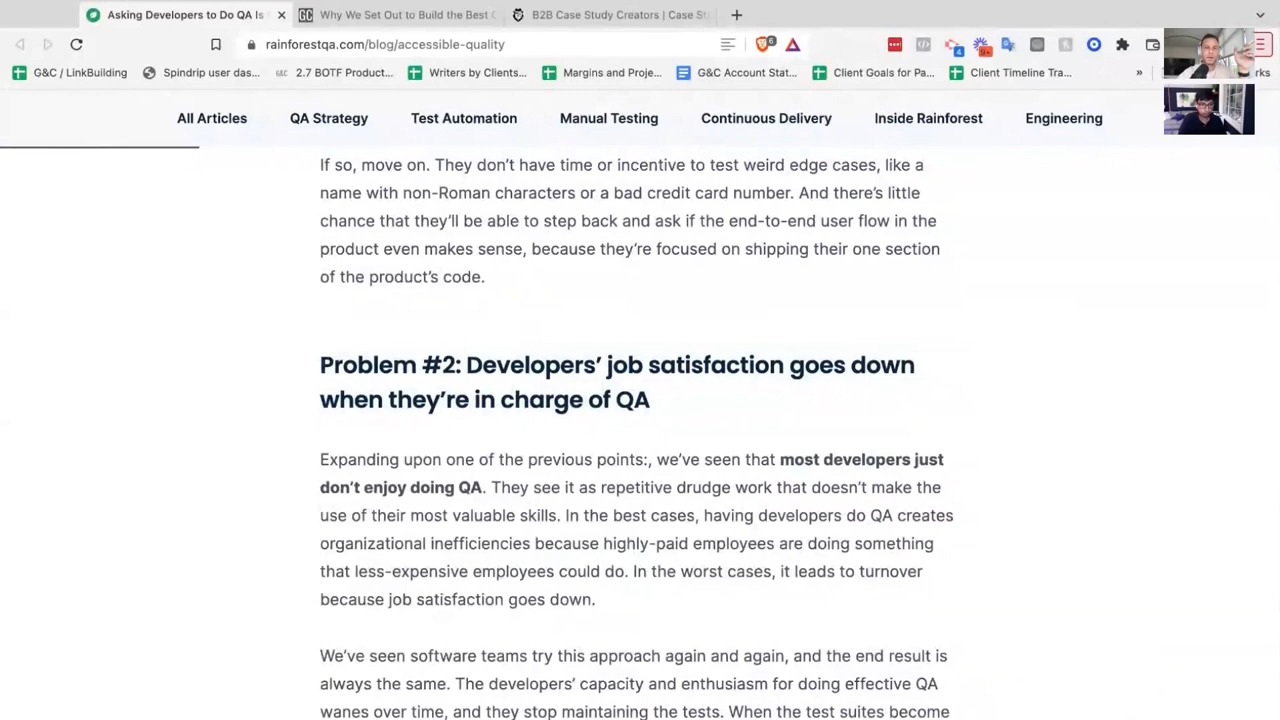 Asking Developers to Do QA Is
Why We Set Out to Build the Best
B2B Case Study Creators | Case St
rainforestqa.com/blog/accessible-quality
6
4
9+
G&C / LinkBuilding
Spindrip user das...
2.7 BOTF Product...
Writers by Clients...
Margins and Proje...
G&C Account Stat...
Client Goals for Pa...
Client Timeline Tra...
»
rks
All Articles
QA Strategy
Test Automation
Manual Testing
Continuous Delivery
Inside Rainforest
Engineering
If so, move on. They don’t have time or incentive to test weird edge cases, like a
name with non-Roman characters or a bad credit card number. And there’s little
chance that they’ll be able to step back and ask if the end-to-end user flow in the
product even makes sense, because they’re focused on shipping their one section
of the product’s code.
Problem #2: Developers’ job satisfaction goes down
when they’re in charge of QA
Expanding upon one of the previous points:, we’ve seen that most developers just
don’t enjoy doing QA. They see it as repetitive drudge work that doesn’t make the
use of their most valuable skills. In the best cases, having developers do QA creates
organizational inefficiencies because highly-paid employees are doing something
that less-expensive employees could do. In the worst cases, it leads to turnover
because job satisfaction goes down.
We’ve seen software teams try this approach again and again, and the end result is
always the same. The developers’ capacity and enthusiasm for doing effective QA
wanes over time, and they stop maintaining the tests. When the test suites become